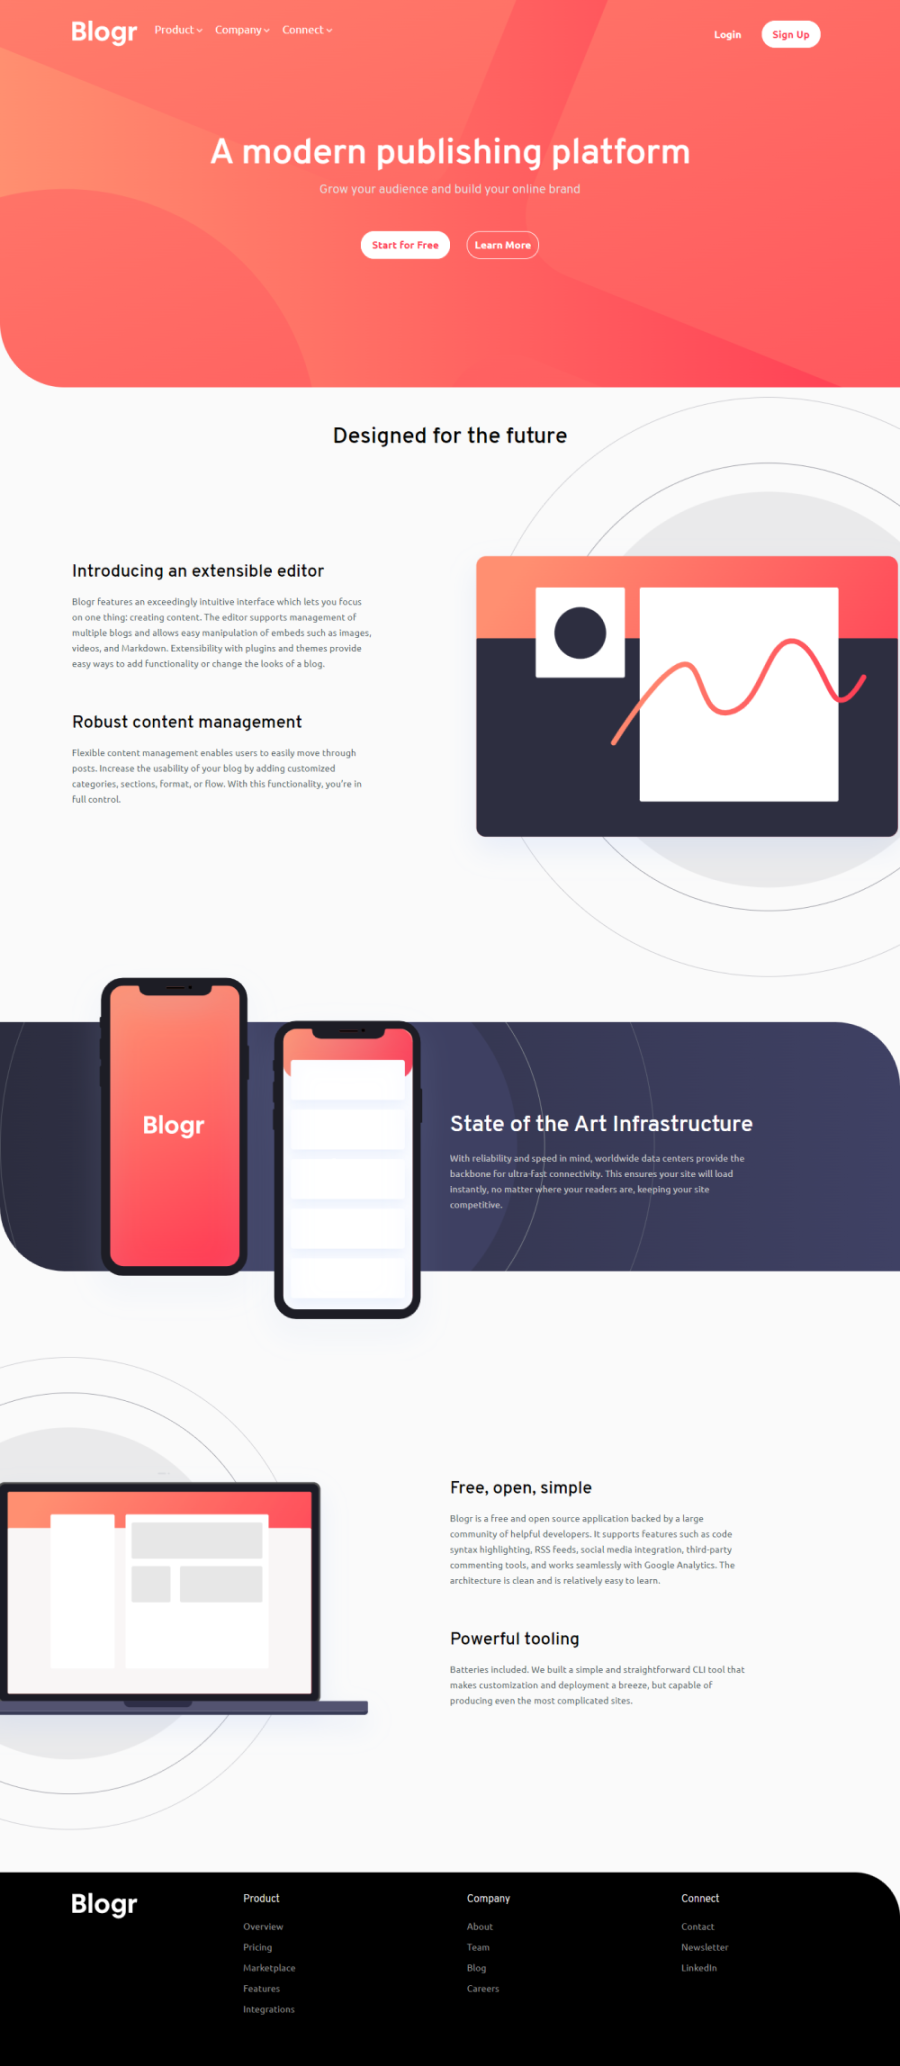 Blogr
Product
Company
Connect
Login
Sign Up
A modern publishing platform
Grow your audience and build your online brand
Start for Free
Learn More
Designed for the future
Introducing an extensible editor
Blogr features an exceedingly intuitive interface which lets you focus
on one thing: creating content. The editor supports management of
multiple blogs and allows easy manipulation of embeds such as images,
videos, and Markdown. Extensibility with plugins and themes provide
easy ways to add functionality or change the looks of a blog.
Robust content management
Flexible content management enables users to easily move through
posts. Increase the usability of your blog by adding customized
categories, sections, format, or flow. With this functionality, you're in
full control.
Blogr
State of the Art Infrastructure
With reliability and speed in mind, worldwide data centers provide the
backbone for ultra-fast connectivity. This ensures your site will load
instantly, no matter where your readers are, keeping your site
competitive.
Free, open, simple
Blogr is a free and open source application backed by a large
community of helpful developers. It supports features such as code
syntax highlighting, RSS feeds, social media integration, third-party
commenting tools, and works seamlessly with Google Analytics. The
architecture is clean and is relatively easy to learn.
Powerful tooling
Batteries included. We built a simple and straightforward CLI tool that
makes customization and deployment a breeze, but capable of
producing even the most complicated sites.
Blogr
Product
Overview
Pricing
Marketplace
Features
Integrations
Company
About
Team
Blog
Careers
Connect
Contact
Newsletter
LinkedIn